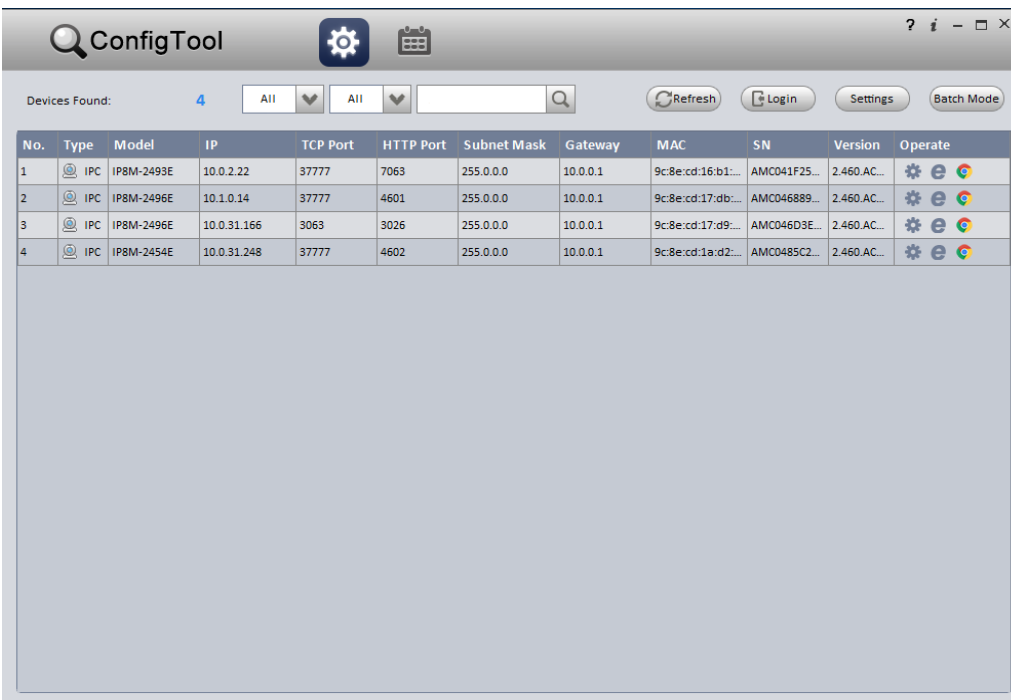 ConfigTool ? i
Devices Found: 4 All All Refresh Login Settings Batch Mode
No. Type Model IP TCP Port HTTP Port Subnet Mask Gateway MAC SN Version Operate
1 IPC IP8M-2493E 10.0.2.22 37777 7063 255.0.0.0 10.0.0.1 9c:8e:cd:16:b1:... AMC041F25... 2.460.AC...
2 IPC IP8M-2496E 10.1.0.14 37777 4601 255.0.0.0 10.0.0.1 9c:8e:cd:17:db:... AMC046889... 2.460.AC...
3 IPC IP8M-2496E 10.0.31.166 3063 3026 255.0.0.0 10.0.0.1 9c:8e:cd:17:d9:... AMC046D3E... 2.460.AC...
4 IPC IP8M-2454E 10.0.31.248 37777 4602 255.0.0.0 10.0.0.1 9c:8e:cd:1a:d2:... AMC0485C2... 2.460.AC...